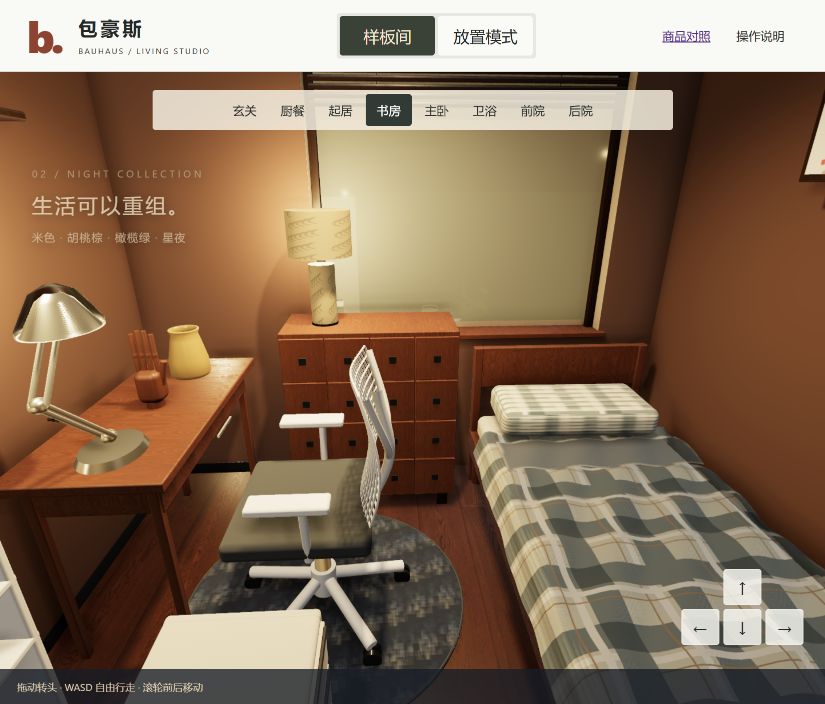 b. 包豪斯
BAUHAUS / LIVING STUDIO
样板间 放置模式
商品对照 操作说明
玄关 厨餐 起居 书房 主卧 卫浴 前院 后院
02 / NIGHT COLLECTION
生活可以重组。
米色 · 胡桃棕 · 橄榄绿 · 星夜
↑
← ↓ →
拖动转头 · WASD 自由行走 · 滚轮前后移动